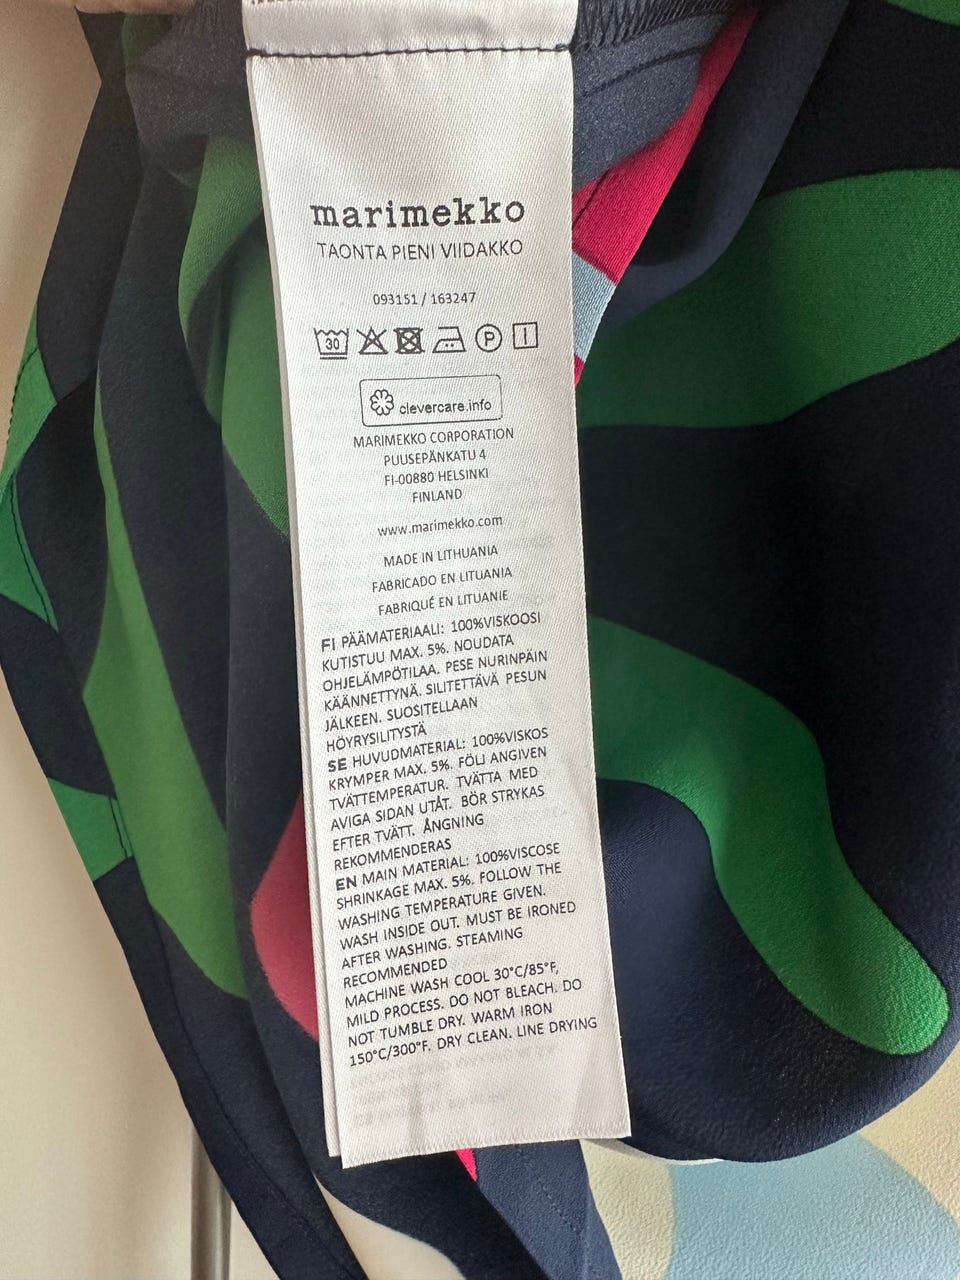 marimekko
TAONTA PIENI VIIDAKKO
093151 / 163247
30 P
clevercare.info
MARIMEKKO CORPORATION
PUUSEPÄNKATU 4
FI-00880 HELSINKI
FINLAND
www.marimekko.com
MADE IN LITHUANIA
FABRICADO EN LITUANIA
FABRIQUÉ EN LITUANIE
FI PÄÄMATERIAALI: 100%VISKOOSI
KUTISTUU MAX. 5%. NOUDATA
OHJELÄMPÖTILAA. PESE NURINPÄIN
KÄÄNNETTYNÄ. SILITETTÄVÄ PESUN
JÄLKEEN. SUOSITELLAAN
HÖYRYSILITYSTÄ
SE HUVUDMATERIAL: 100%VISKOS
KRYMPER MAX. 5%. FÖLJ ANGIVEN
TVÄTTEMPERATUR. TVÄTTA MED
AVIGA SIDAN UTÅT. BÖR STRYKAS
EFTER TVÄTT. ÅNGNING
REKOMMENDERAS
EN MAIN MATERIAL: 100%VISCOSE
SHRINKAGE MAX. 5%. FOLLOW THE
WASHING TEMPERATURE GIVEN.
WASH INSIDE OUT. MUST BE IRONED
AFTER WASHING. STEAMING
RECOMMENDED
MACHINE WASH COOL 30°C/85°F,
MILD PROCESS. DO NOT BLEACH. DO
NOT TUMBLE DRY. WARM IRON
150°C/300°F. DRY CLEAN. LINE DRYING